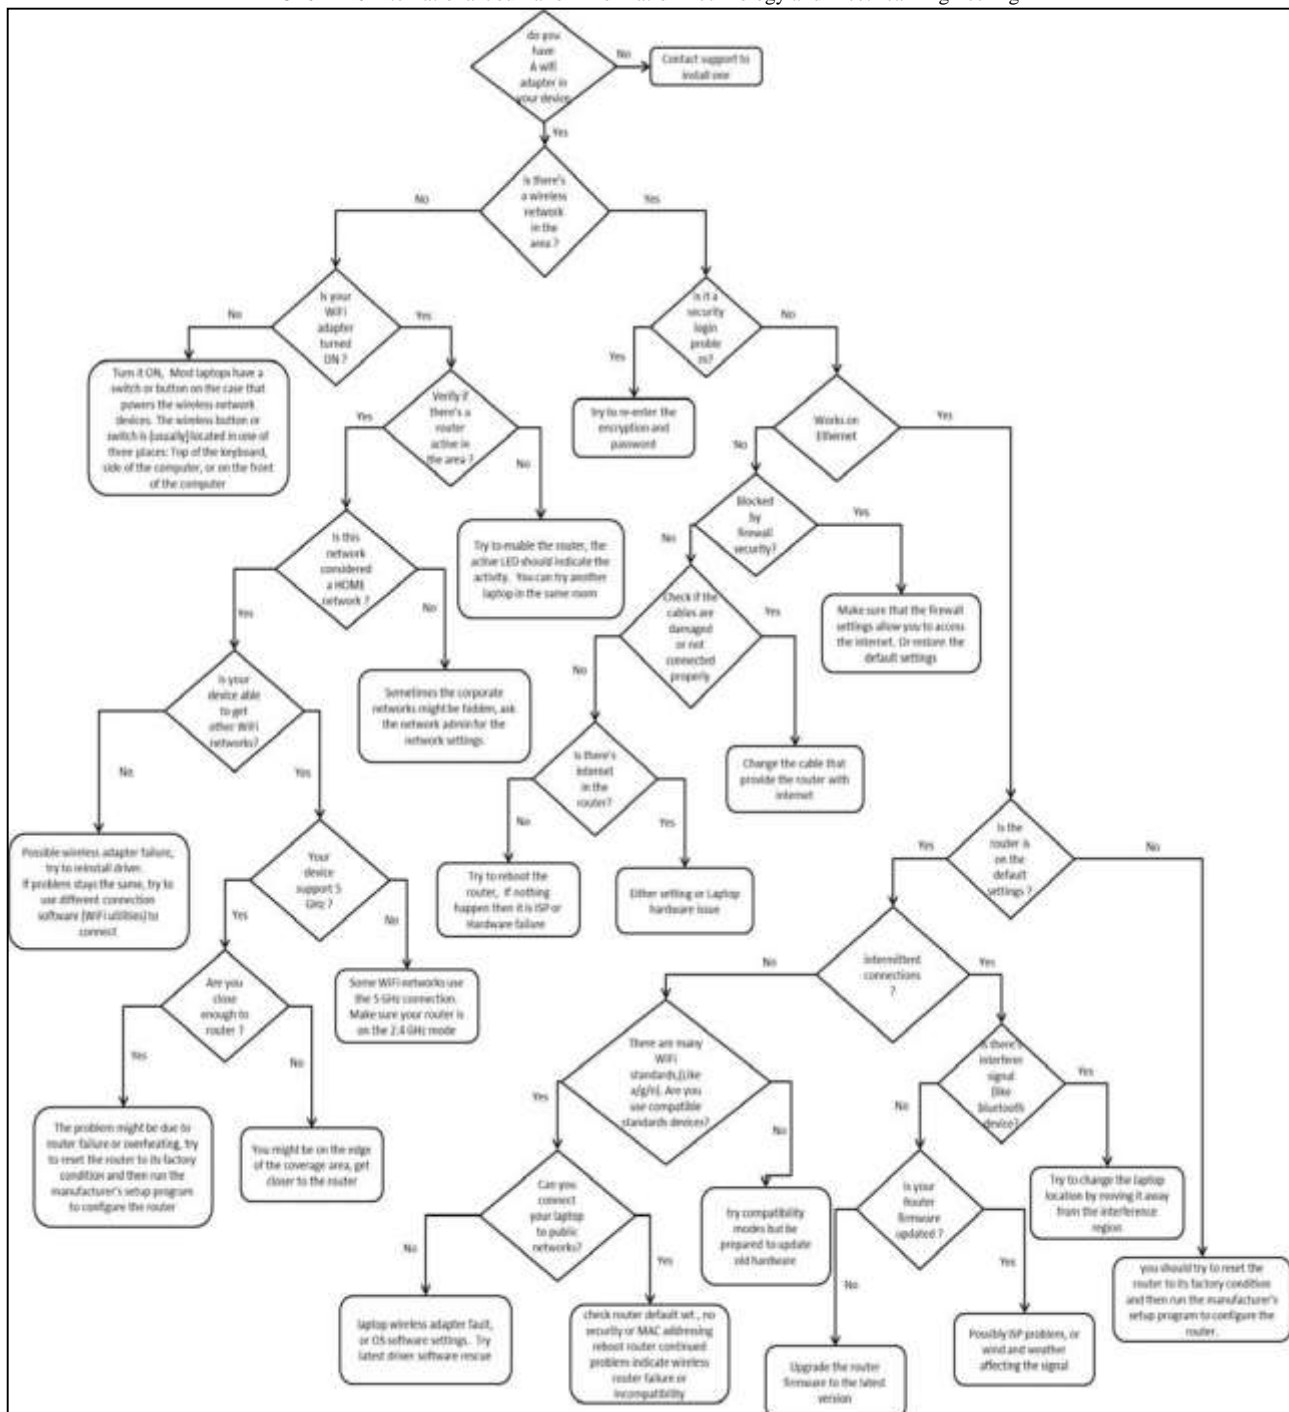 do you
have
A wifi
adapter in
your device
No
Contact support to
install one
Yes
Is there's
a wireless
network
in the
area ?
No
Yes
Is your
WiFi
adapter
turned
ON ?
No
Yes
Is it a
security
login
proble
m?
No
Yes
Turn it ON, Most laptops have a
switch or button on the case that
powers the wireless network
devices. The wireless button or
switch is (usually) located in one of
three places: Top of the keyboard,
side of the computer, or on the front
of the computer
Verify if
there's a
router
active in
the area ?
Yes
No
try to re-enter the
encryption and
password
Works on
Ethernet
Yes
No
Blocked
by
firewall
security?
Yes
No
Is this
network
considered
a HOME
network ?
Yes
No
Try to enable the router, the
active LED should indicate the
activity. You can try another
laptop in the same room
Check if the
cables are
damaged
or not
connected
properly
Yes
No
Make sure that the firewall
settings allow you to access
the internet. Or restore the
default settings
Is your
device able
to get
other WiFi
networks?
No
Yes
Sometimes the corporate
networks might be hidden, ask
the network admin for the
network settings.
Is there's
internet
in the
router?
No
Yes
Change the cable that
provide the router with
internet
Possible wireless adapter failure,
try to reinstall driver.
If problem stays the same, try to
use different connection
software (WiFi utilities) to
connect
Your
device
support 5
GHz ?
Yes
No
Try to reboot the
router, if nothing
happen then it is ISP or
Hardware failure
Either setting or Laptop
hardware issue
Is the
router is
on the
default
settings ?
Yes
No
Are you
close
enough to
router ?
Yes
No
Some WiFi networks use
the 5 GHz connection.
Make sure your router is
on the 2.4 GHz mode
intermittent
connections
?
No
Yes
There are many
WiFi
standards,(Like
a/g/n). Are you
use compatible
standards devices?
Yes
No
Is there's
interferer
signal
(like
bluetooth
device)
Yes
No
The problem might be due to
router failure or overheating, try
to reset the router to its factory
condition and then run the
manufacturer's setup program
to configure the router
You might be on the edge
of the coverage area, get
closer to the router
Can you
connect
your laptop
to public
networks?
No
Yes
try compatibility
modes but be
prepared to update
old hardware
Is your
Router
firmware
updated ?
No
Yes
Try to change the laptop
location by moving it away
from the interference
region
you should try to reset the
router to its factory condition
and then run the manufacturer's
setup program to configure the
router.
laptop wireless adapter fault,
or OS software settings. Try
latest driver software rescue
check router default set , no
security or MAC addressing
reboot router continued
problem indicate wireless
router failure or
incompatibility
Upgrade the router
firmware to the latest
version
Possibly ISP problem, or
wind and weather
affecting the signal